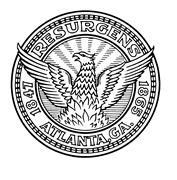 RESURGENS
1847
1865
ATLANTA, GA.